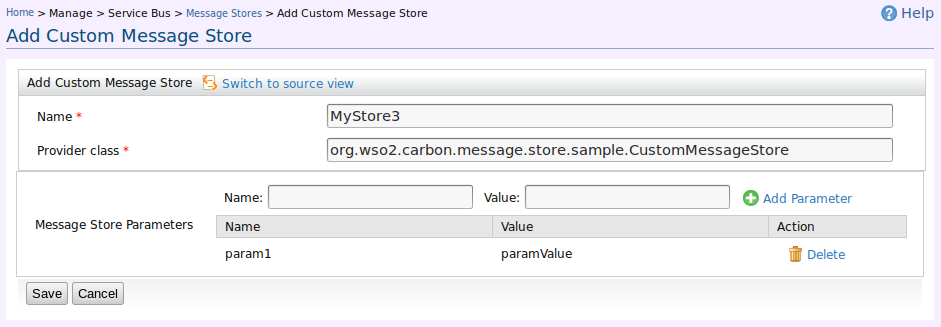 Home > Manage > Service Bus > Message Stores > Add Custom Message Store
? Help
Add Custom Message Store
Add Custom Message Store Switch to source view
Name * MyStore3
Provider class * org.wso2.carbon.message.store.sample.CustomMessageStore
Name: Value: Add Parameter
Message Store Parameters
Name Value Action
param1 paramValue Delete
Save Cancel